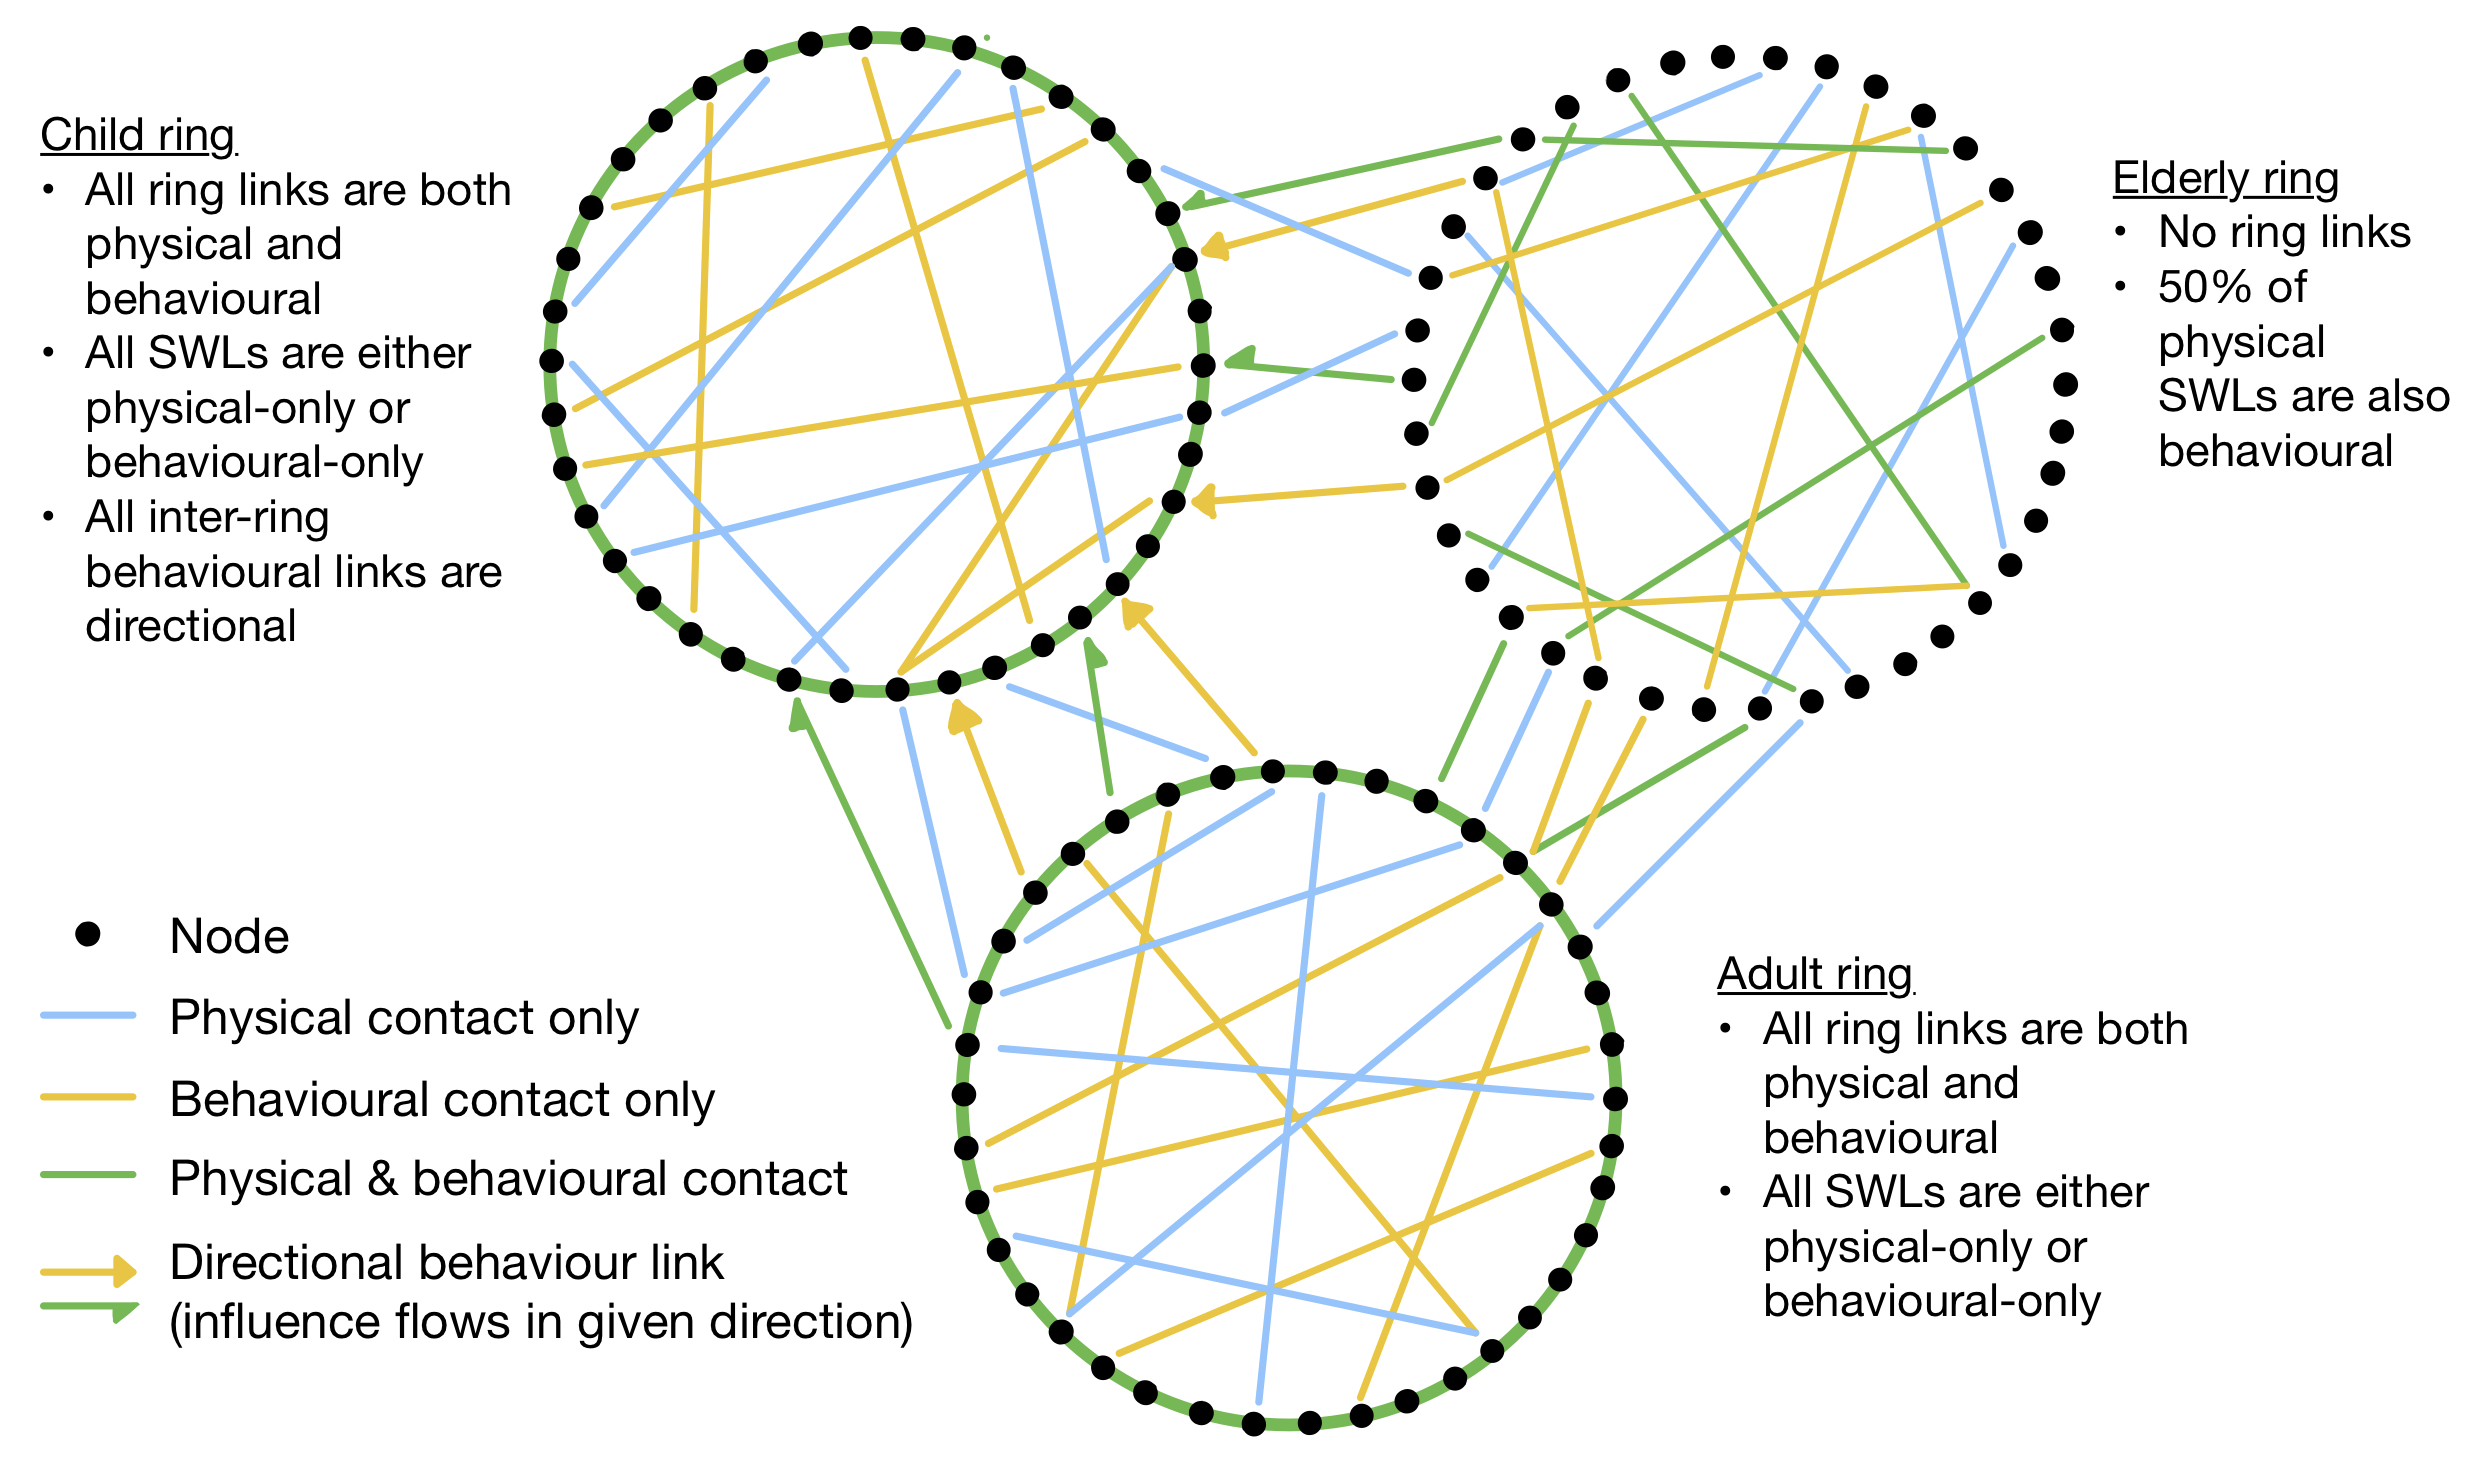 Child ring
• All ring links are both
physical and
behavioural
• All SWLs are either
physical-only or
behavioural-only
• All inter-ring
behavioural links are
directional
Elderly ring
• No ring links
• 50% of
physical
SWLs are also
behavioural
Node
Physical contact only
Behavioural contact only
Physical & behavioural contact
Directional behaviour link
(influence flows in given direction)
Adult ring
• All ring links are both
physical and
behavioural
• All SWLs are either
physical-only or
behavioural-only